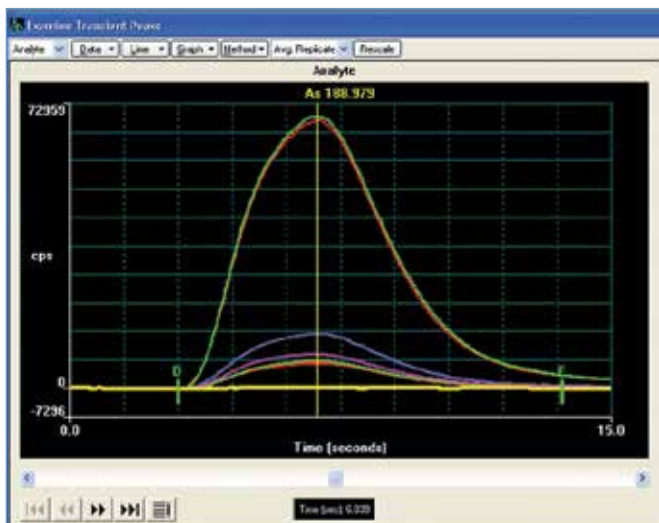 Examine Transient Peaks
Analyte Data Line Graph Method Avg. Replicate Rescale
Analyte
As 188.979
72959
cps
D
F
0
-7296
0.0 15.0
Time (seconds)
Time (sec): 6.039